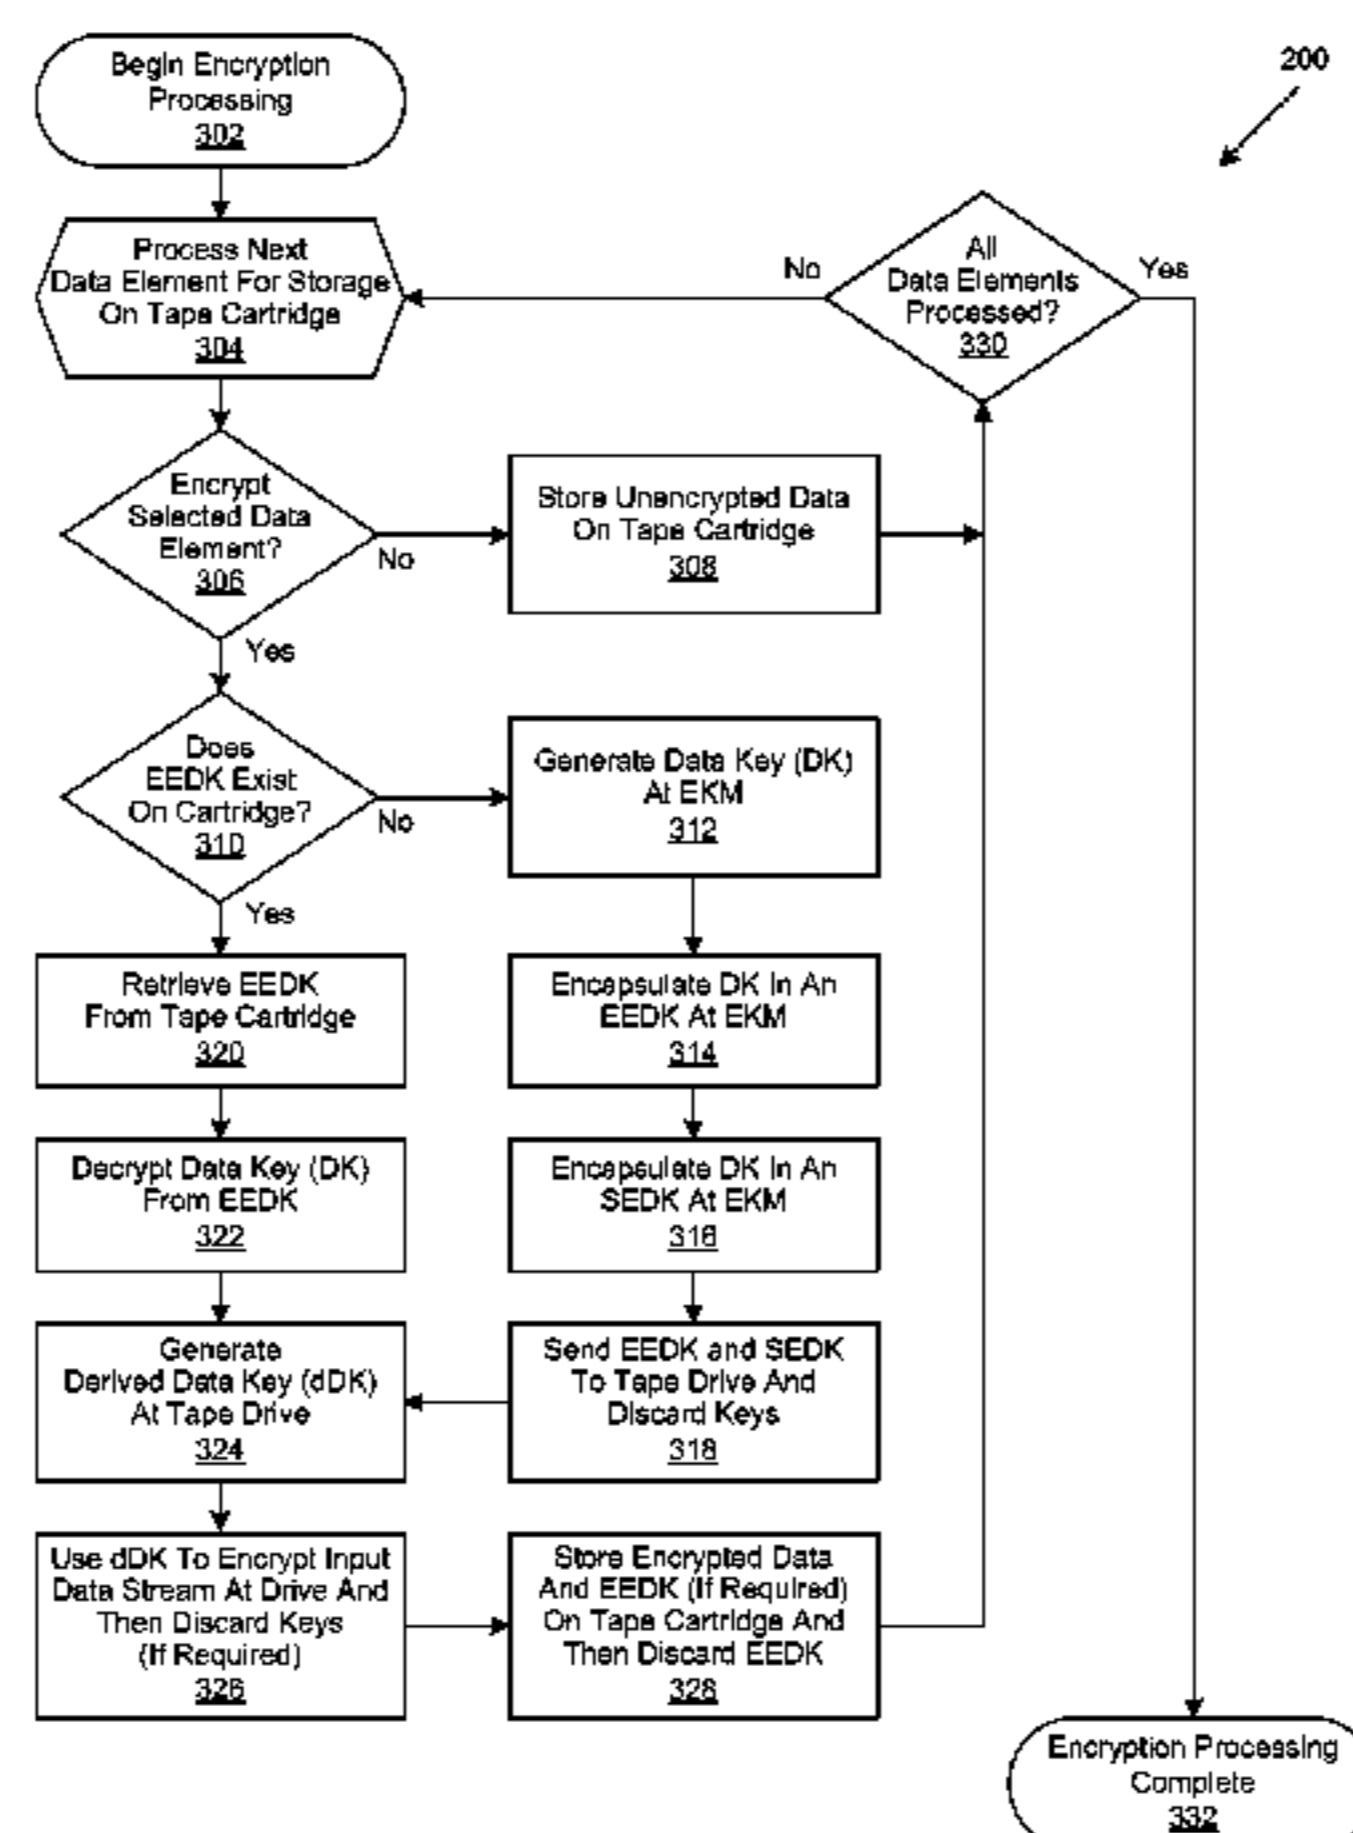 Begin Encryption
Processing
302
200
Process Next
Data Element For Storage
On Tape Cartridge
304
No
All
Data Elements
Processed?
330
Yes
Encrypt
Selected Data
Element?
306
No
Yes
Store Unencrypted Data
On Tape Cartridge
308
Does
EEDK Exist
On Cartridge?
310
No
Yes
Generate Data Key (DK)
At EKM
312
Retrieve EEDK
From Tape Cartridge
320
Encapsulate DK In An
EEDK At EKM
314
Decrypt Data Key (DK)
From EEDK
322
Encapsulate DK In An
SEDK At EKM
316
Generate
Derived Data Key (dDK)
At Tape Drive
324
Send EEDK and SEDK
To Tape Drive And
Discard Keys
318
Use dDK To Encrypt Input
Data Stream At Drive And
Then Discard Keys
(If Required)
326
Store Encrypted Data
And EEDK (If Required)
On Tape Cartridge And
Then Discard EEDK
328
Encryption Processing
Complete
332